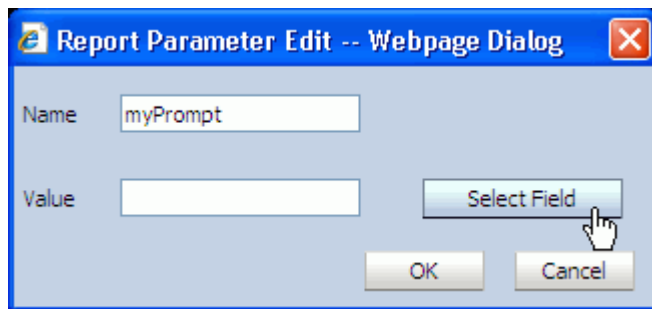 Report Parameter Edit -- Webpage Dialog
Name myPrompt
Value Select Field
OK Cancel